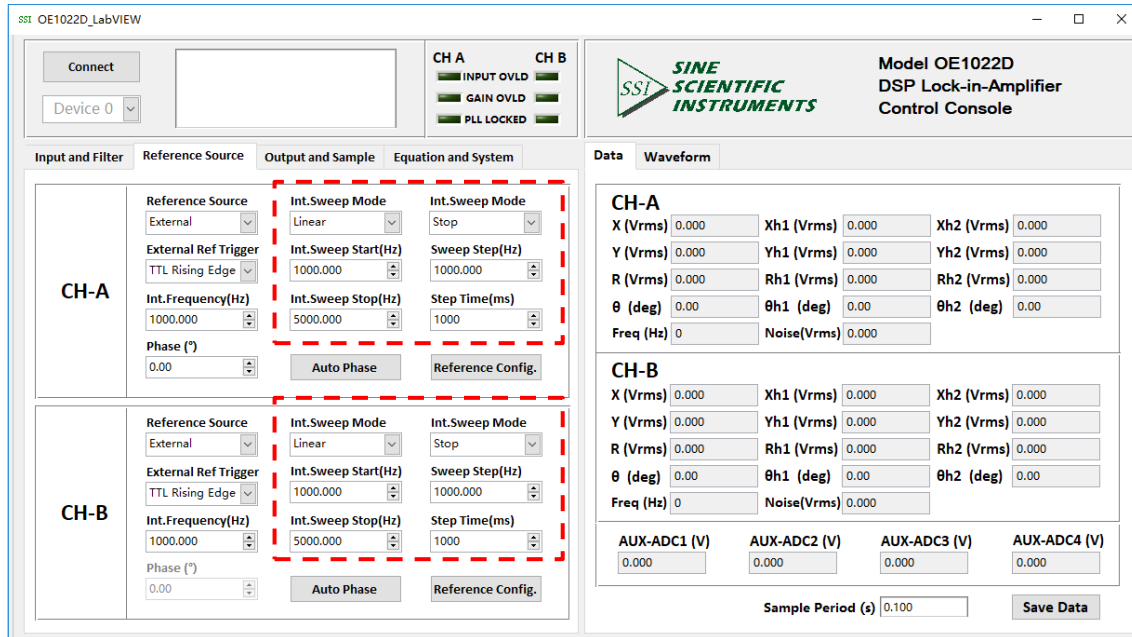 SSI OE1022D_LabVIEW
Connect
Device 0
CH A CH B
INPUT OVLD
GAIN OVLD
PLL LOCKED
SSI
SINE
SCIENTIFIC
INSTRUMENTS
Model OE1022D
DSP Lock-in-Amplifier
Control Console
Input and Filter Reference Source Output and Sample Equation and System
Data Waveform
CH-A
Reference Source Int.Sweep Mode Int.Sweep Mode
External Linear Stop
External Ref Trigger Int.Sweep Start(Hz) Sweep Step(Hz)
TTL Rising Edge 1000.000 1000.000
Int.Frequency(Hz) Int.Sweep Stop(Hz) Step Time(ms)
1000.000 5000.000 1000
Phase (°)
0.00 Auto Phase Reference Config.
CH-B
Reference Source Int.Sweep Mode Int.Sweep Mode
External Linear Stop
External Ref Trigger Int.Sweep Start(Hz) Sweep Step(Hz)
TTL Rising Edge 1000.000 1000.000
Int.Frequency(Hz) Int.Sweep Stop(Hz) Step Time(ms)
1000.000 5000.000 1000
Phase (°)
0.00 Auto Phase Reference Config.
CH-A
X (Vrms) 0.000 Xh1 (Vrms) 0.000 Xh2 (Vrms) 0.000
Y (Vrms) 0.000 Yh1 (Vrms) 0.000 Yh2 (Vrms) 0.000
R (Vrms) 0.000 Rh1 (Vrms) 0.000 Rh2 (Vrms) 0.000
θ (deg) 0.00 θh1 (deg) 0.00 θh2 (deg) 0.00
Freq (Hz) 0 Noise(Vrms) 0.000
CH-B
X (Vrms) 0.000 Xh1 (Vrms) 0.000 Xh2 (Vrms) 0.000
Y (Vrms) 0.000 Yh1 (Vrms) 0.000 Yh2 (Vrms) 0.000
R (Vrms) 0.000 Rh1 (Vrms) 0.000 Rh2 (Vrms) 0.000
θ (deg) 0.00 θh1 (deg) 0.00 θh2 (deg) 0.00
Freq (Hz) 0 Noise(Vrms) 0.000
AUX-ADC1 (V) AUX-ADC2 (V) AUX-ADC3 (V) AUX-ADC4 (V)
0.000 0.000 0.000 0.000
Sample Period (s) 0.100 Save Data